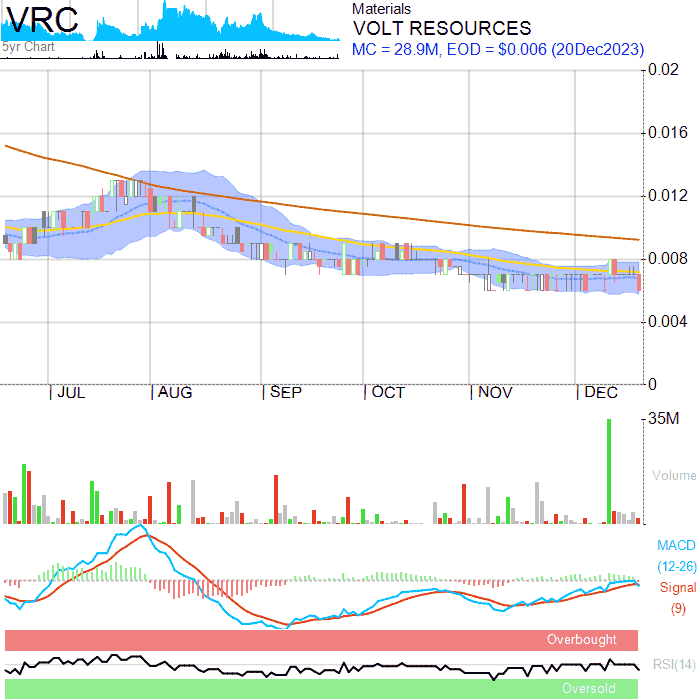 VRC
5yr Chart
Materials
VOLT RESOURCES
MC = 28.9M, EOD = $0.006 (20Dec2023)
0.02
0.016
0.012
0.008
0.004
0
JUL AUG SEP OCT NOV DEC
35M
Volume
MACD
(12-26)
Signal
(9)
Overbought
RSI(14)
Oversold